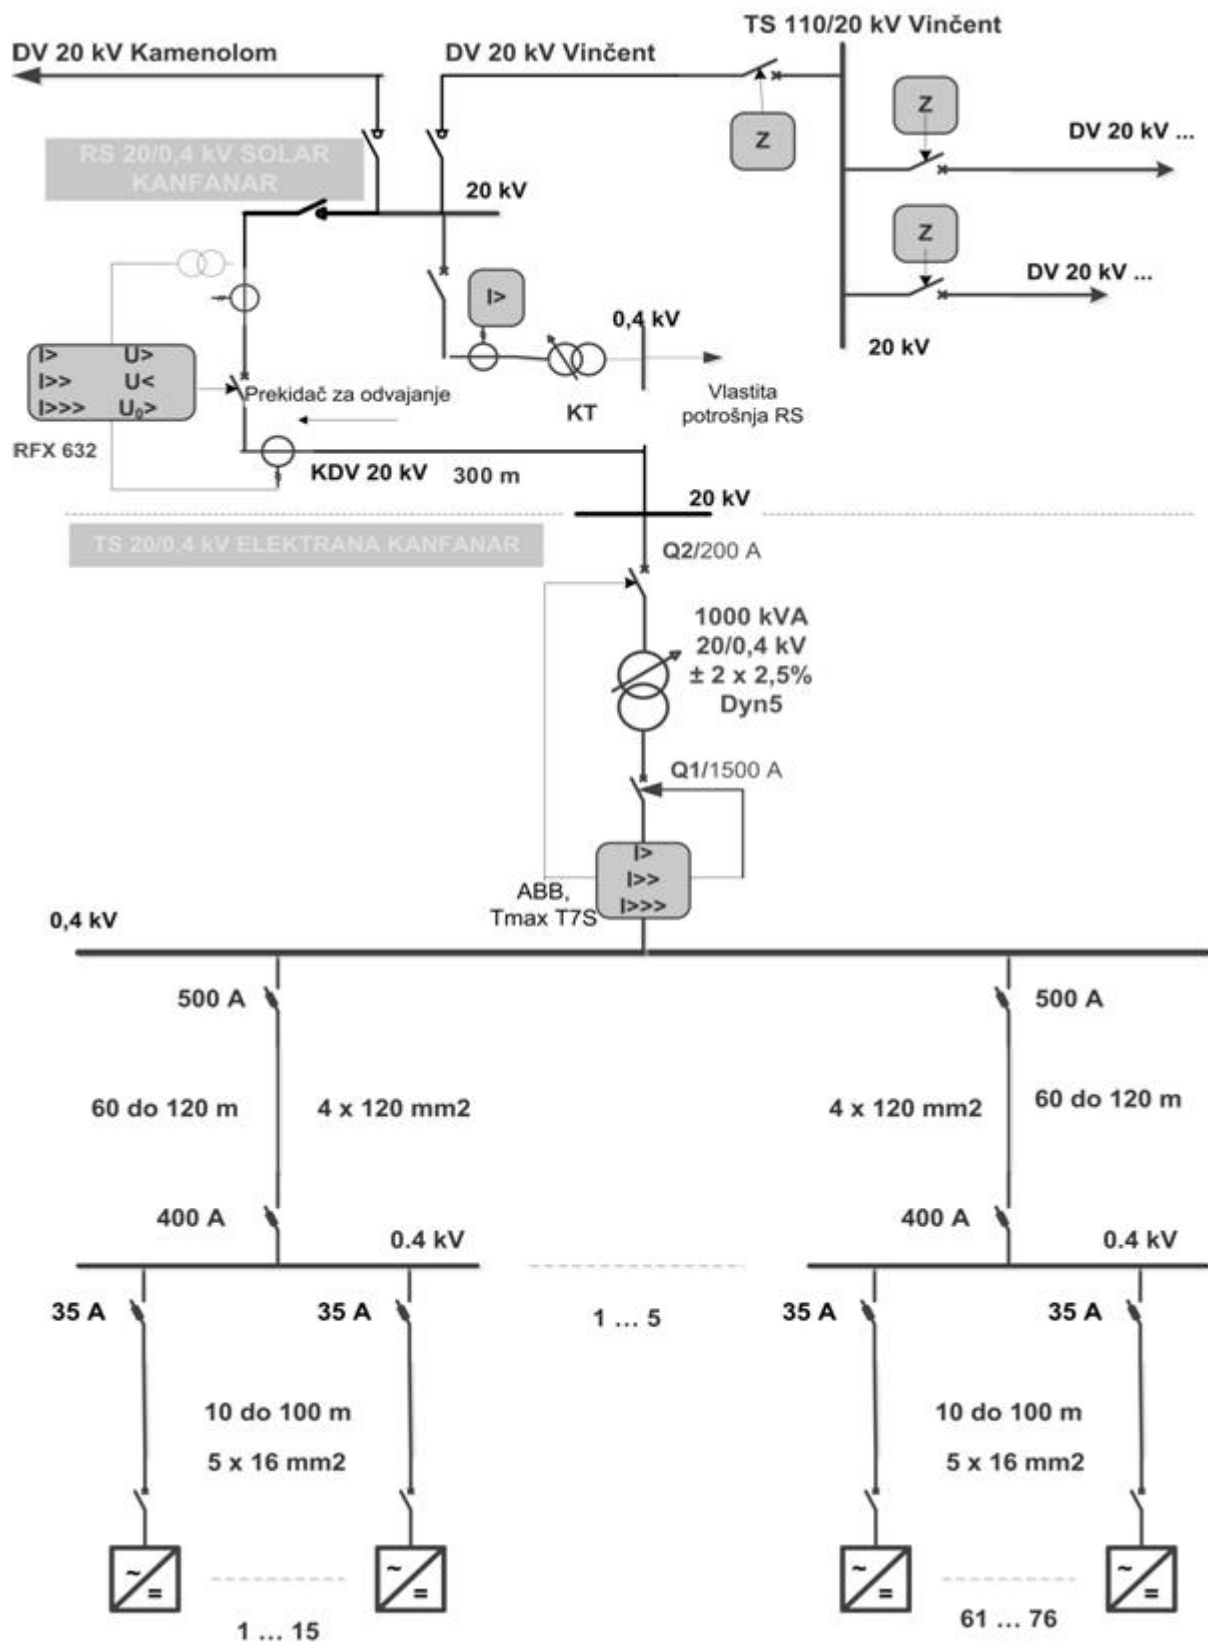 TS 110/20 kV Vinčent
DV 20 kV Kamenolom
DV 20 kV Vinčent
Z
Z
DV 20 kV ...
RS 20/0,4 kV SOLAR
KANFANAR
20 kV
Z
DV 20 kV ...
I>
0,4 kV
20 kV
I> U>
I>> U<
I>>> U0>
Prekidač za odvajanje
KT
Vlastita
potrošnja RS
RFX 632
KDV 20 kV 300 m
20 kV
TS 20/0,4 kV ELEKTRANA KANFANAR
Q2/200 A
1000 kVA
20/0,4 kV
± 2 x 2,5%
Dyn5
Q1/1500 A
I>
I>>
I>>>
ABB,
Tmax T7S
0,4 kV
500 A
500 A
60 do 120 m
4 x 120 mm2
4 x 120 mm2
60 do 120 m
400 A
0.4 kV
400 A
0.4 kV
35 A
35 A
1 ... 5
35 A
35 A
10 do 100 m
5 x 16 mm2
10 do 100 m
5 x 16 mm2
~
=
~
=
~
=
~
=
1 ... 15
61 ... 76